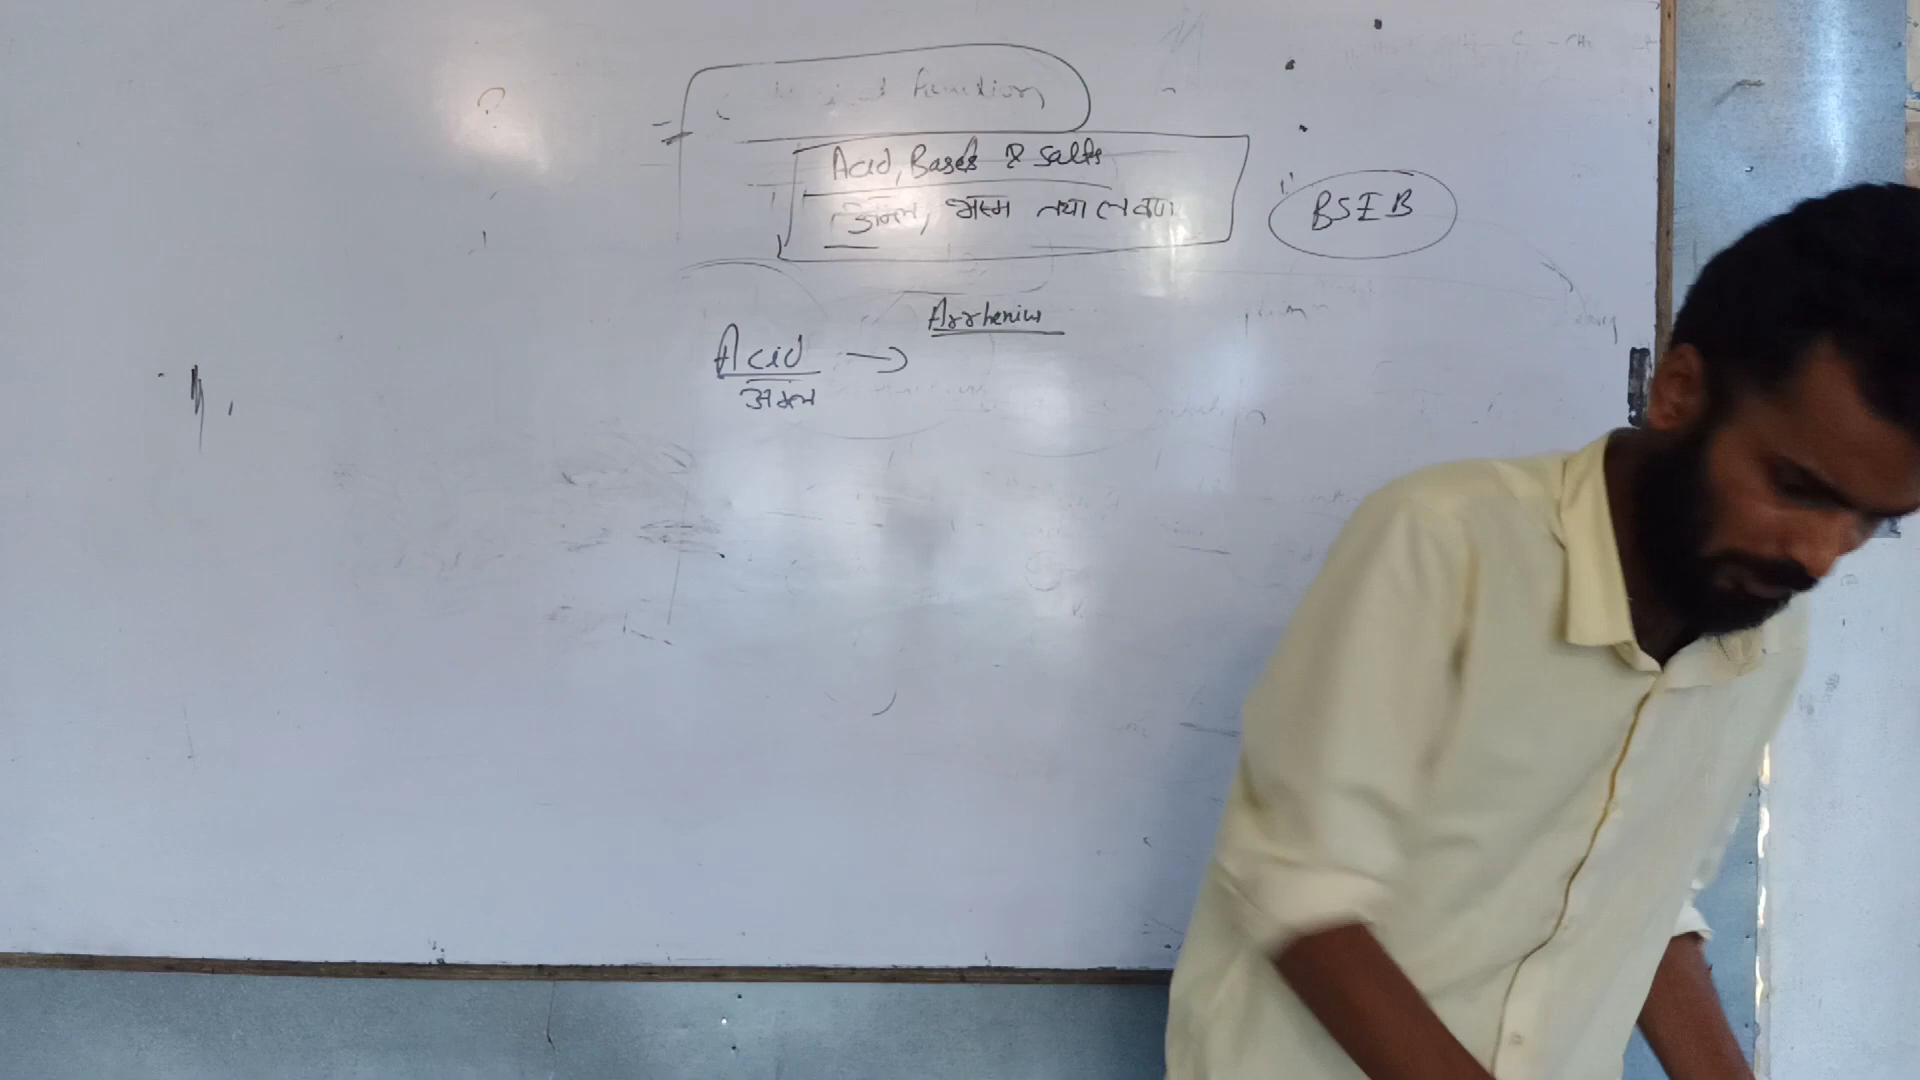 function
Acid, Bases & Salts
अम्ल, भस्म तथा लवण
BSEB
Arrhenius
Acid →
अम्ल